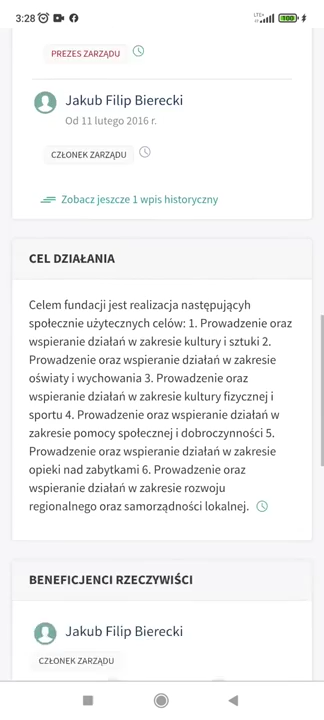 3:28
LTE+
100
PREZES ZARZĄDU
Jakub Filip Bierecki
Od 11 lutego 2016 r.
CZŁONEK ZARZĄDU
Zobacz jeszcze 1 wpis historyczny
CEL DZIAŁANIA
Celem fundacji jest realizacja następujących
społecznie użytecznych celów: 1. Prowadzenie oraz
wspieranie działań w zakresie kultury i sztuki 2.
Prowadzenie oraz wspieranie działań w zakresie
oświaty i wychowania 3. Prowadzenie oraz
wspieranie działań w zakresie kultury fizycznej i
sportu 4. Prowadzenie oraz wspieranie działań w
zakresie pomocy społecznej i dobroczynności 5.
Prowadzenie oraz wspieranie działań w zakresie
opieki nad zabytkami 6. Prowadzenie oraz
wspieranie działań w zakresie rozwoju
regionalnego oraz samorządności lokalnej.
BENEFICJENCI RZECZYWIŚCI
Jakub Filip Bierecki
CZŁONEK ZARZĄDU